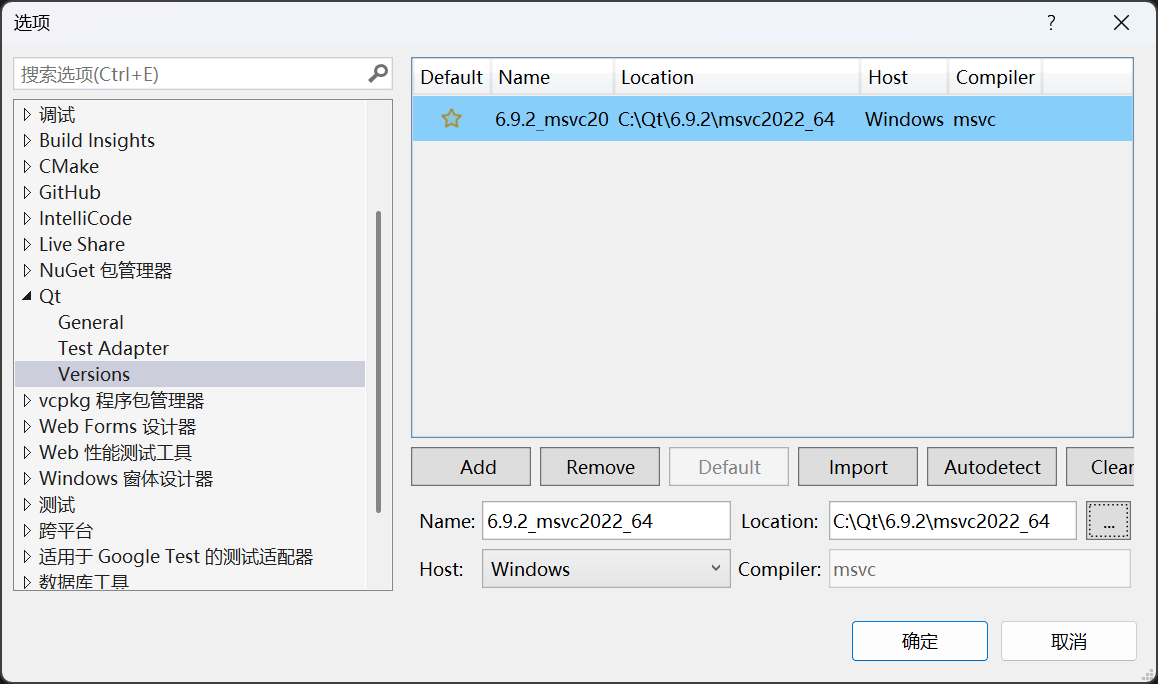 选项
?
搜索选项(Ctrl+E)
调试
Build Insights
CMake
GitHub
IntelliCode
Live Share
NuGet 包管理器
Qt
General
Test Adapter
Versions
vcpkg 程序包管理器
Web Forms 设计器
Web 性能测试工具
Windows 窗体设计器
测试
跨平台
适用于 Google Test 的测试适配器
数据库工具
Default Name Location Host Compiler
6.9.2_msvc20 C:\Qt\6.9.2\msvc2022_64 Windows msvc
Add Remove Default Import Autodetect Clear
Name: 6.9.2_msvc2022_64 Location: C:\Qt\6.9.2\msvc2022_64 ...
Host: Windows Compiler: msvc
确定 取消